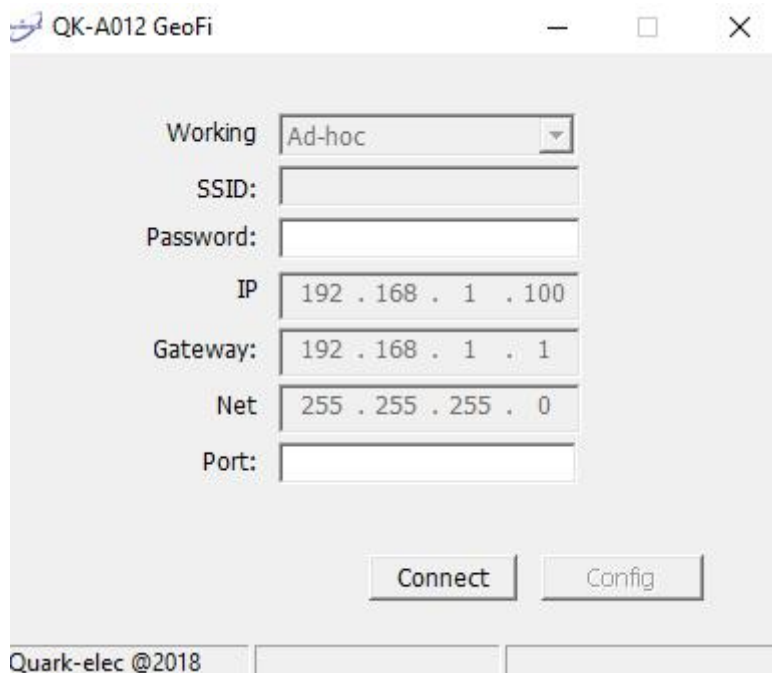 QK-A012 GeoFi
Working Ad-hoc
SSID:
Password:
IP 192 . 168 . 1 . 100
Gateway: 192 . 168 . 1 . 1
Net 255 . 255 . 255 . 0
Port:
Connect Config
Quark-elec @2018